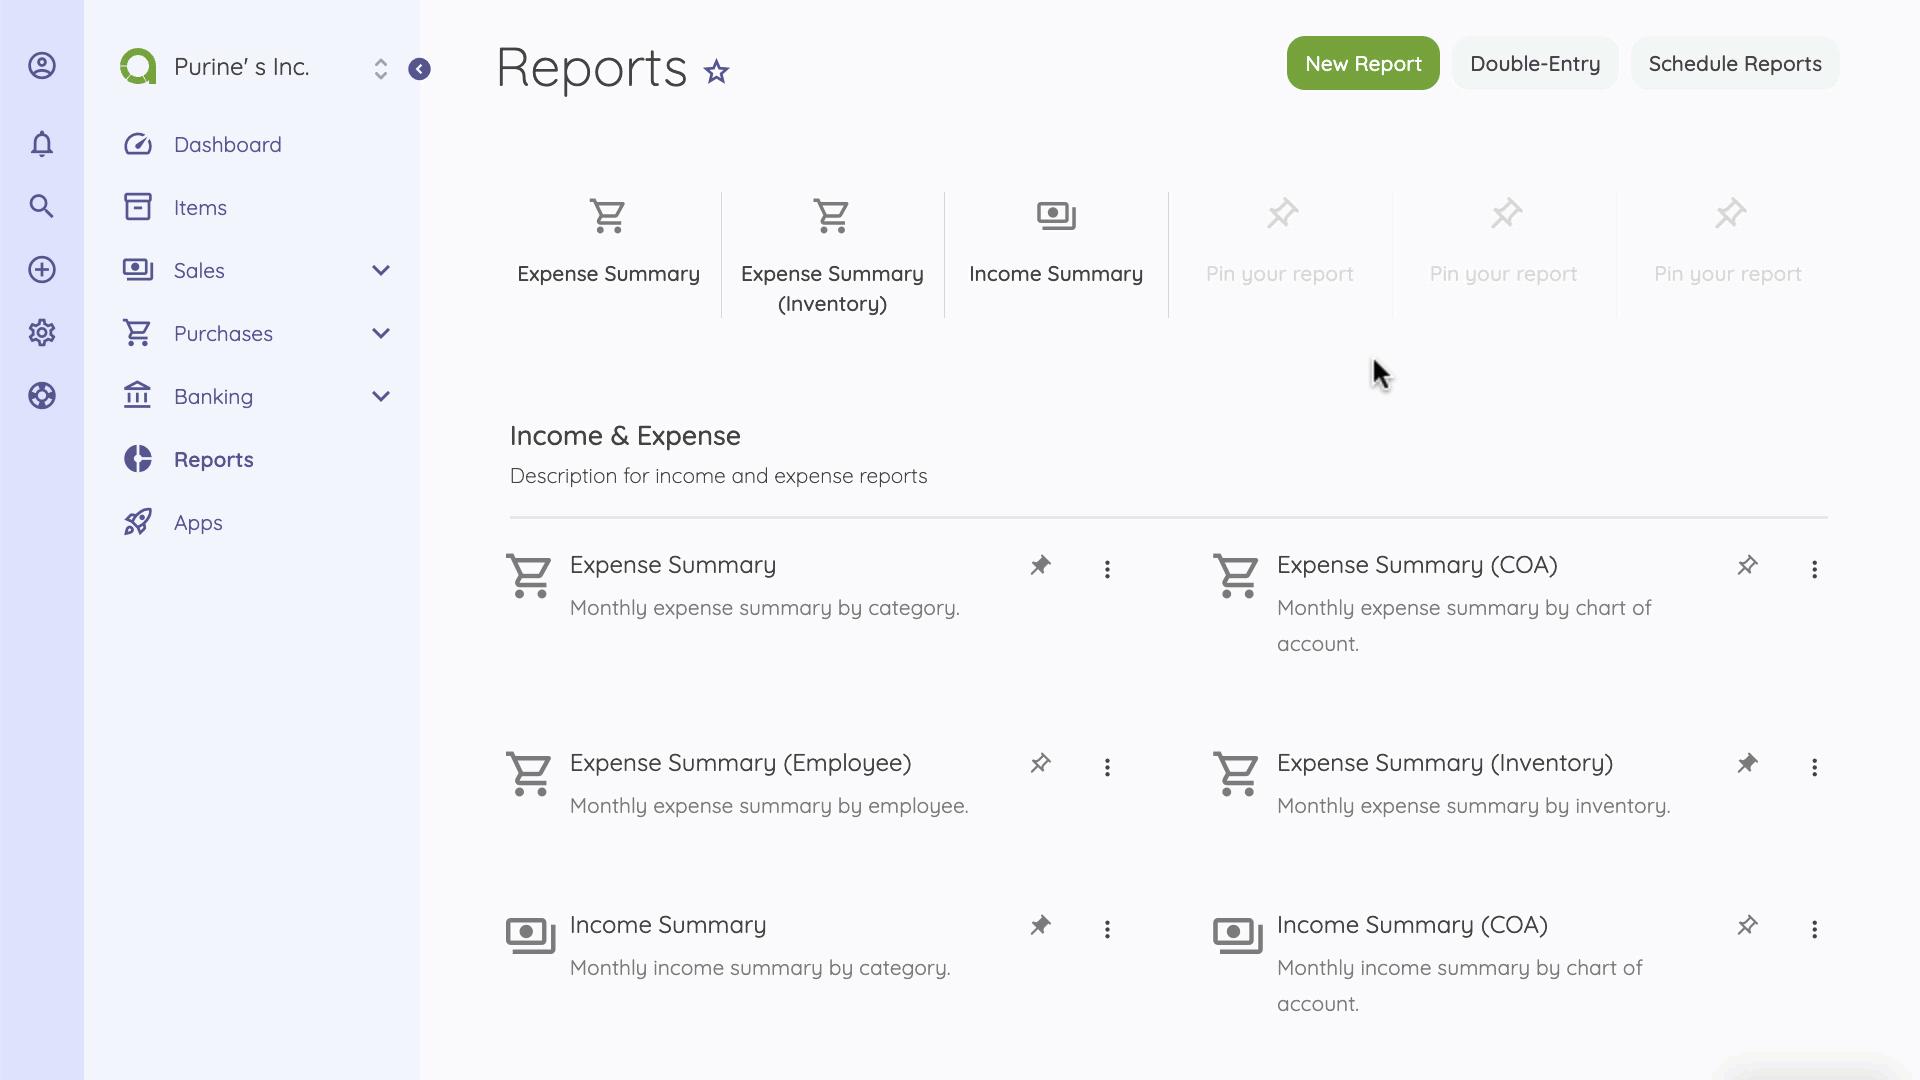 Purine' s Inc.
Dashboard
Items
Sales
Purchases
Banking
Reports
Apps
Reports
New Report
Double-Entry
Schedule Reports
Expense Summary
Expense Summary
(Inventory)
Income Summary
Pin your report
Pin your report
Pin your report
Income & Expense
Description for income and expense reports
Expense Summary
Monthly expense summary by category.
Expense Summary (COA)
Monthly expense summary by chart of
account.
Expense Summary (Employee)
Monthly expense summary by employee.
Expense Summary (Inventory)
Monthly expense summary by inventory.
Income Summary
Monthly income summary by category.
Income Summary (COA)
Monthly income summary by chart of
account.